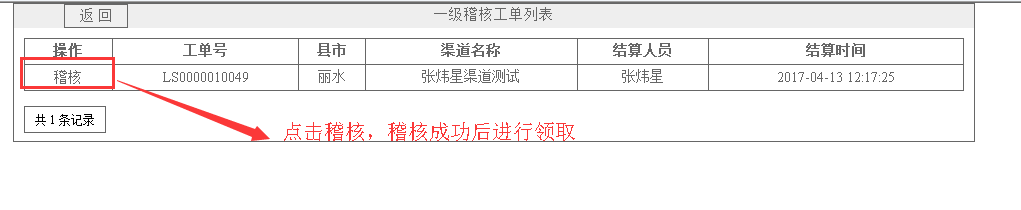 返 回 一级稽核工单列表
操作 工单号 县市 渠道名称 结算人员 结算时间
稽核 LS0000010049 丽水 张炜星渠道测试 张炜星 2017-04-13 12:17:25
共 1 条记录
点击稽核，稽核成功后进行领取